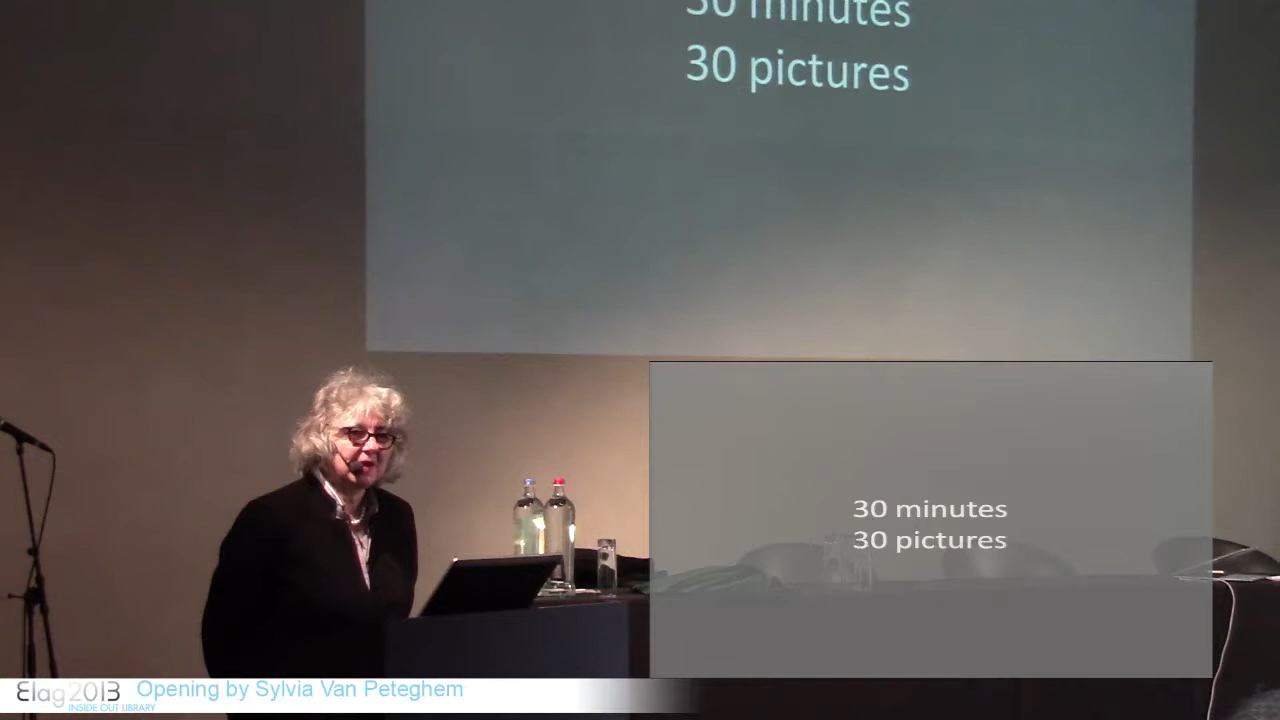 30 minutes
30 pictures
30 minutes
30 pictures
Elag2013
INSIDE OUT LIBRARY
Opening by Sylvia Van Peteghem